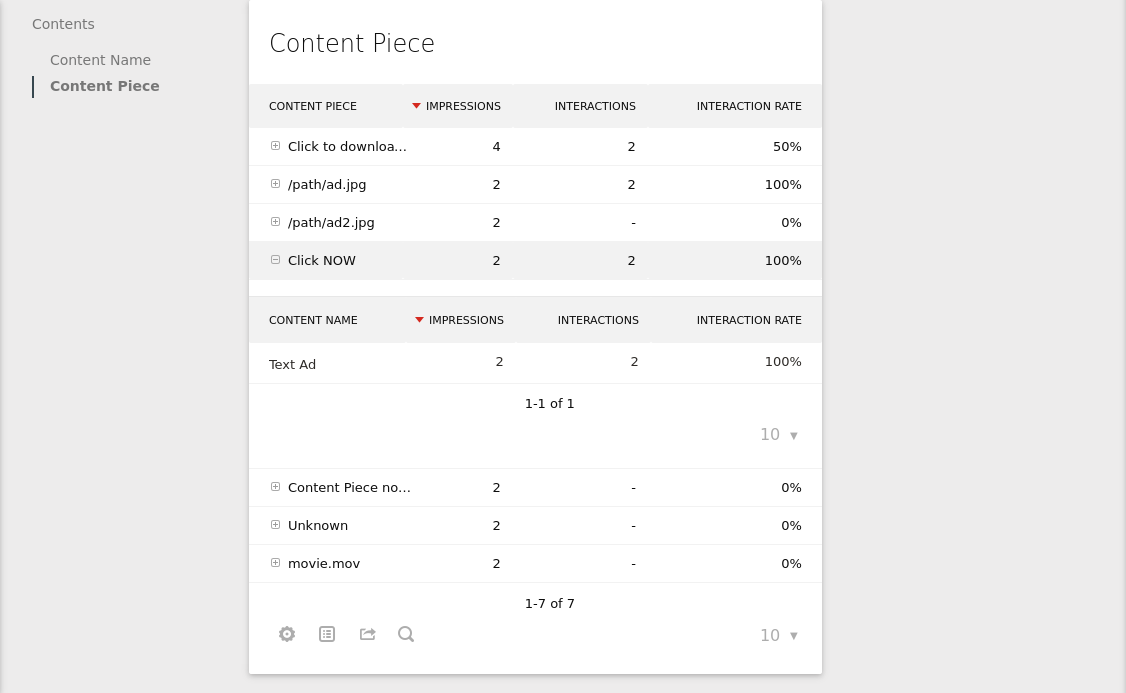 Contents
Content Name
Content Piece
Content Piece
CONTENT PIECE IMPRESSIONS INTERACTIONS INTERACTION RATE
Click to downloa... 4 2 50%
/path/ad.jpg 2 2 100%
/path/ad2.jpg 2 - 0%
Click NOW 2 2 100%
CONTENT NAME IMPRESSIONS INTERACTIONS INTERACTION RATE
Text Ad 2 2 100%
1-1 of 1
10
Content Piece no... 2 - 0%
Unknown 2 - 0%
movie.mov 2 - 0%
1-7 of 7
10